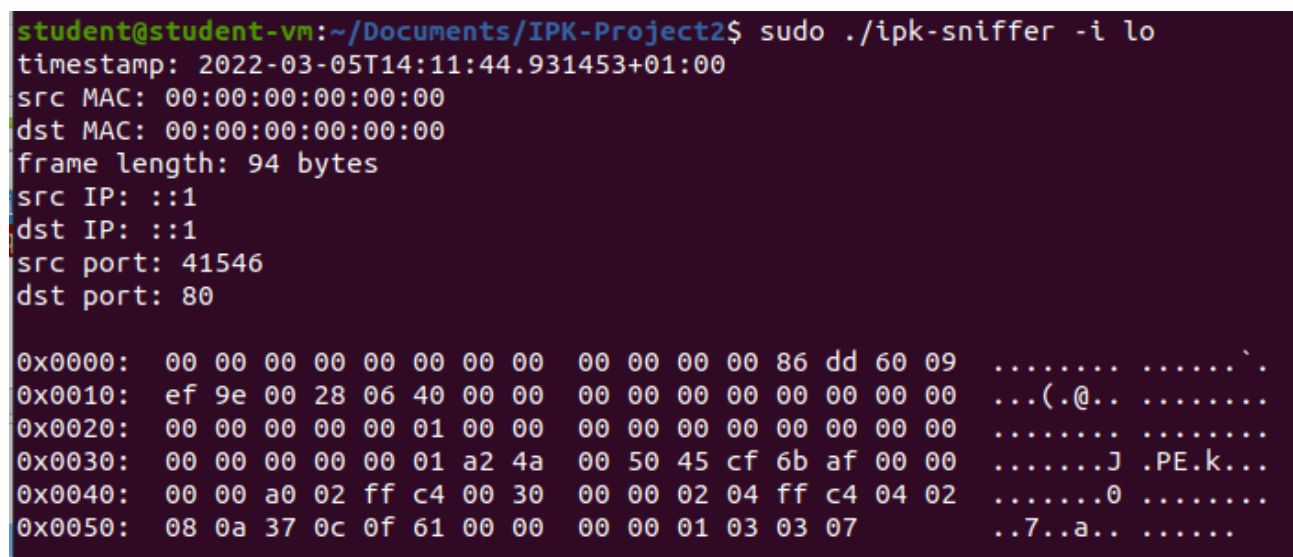 student@student-vm:~/Documents/IPK-Project2$ sudo ./ipk-sniffer -i lo
timestamp: 2022-03-05T14:11:44.931453+01:00
src MAC: 00:00:00:00:00:00
dst MAC: 00:00:00:00:00:00
frame length: 94 bytes
src IP: ::1
dst IP: ::1
src port: 41546
dst port: 80

0x0000:  00 00 00 00 00 00 00 00  00 00 00 00 86 dd 60 09  ........ ......`.
0x0010:  ef 9e 00 28 06 40 00 00  00 00 00 00 00 00 00 00  ...(.@.. ........
0x0020:  00 00 00 00 00 01 00 00  00 00 00 00 00 00 00 00  ........ ........
0x0030:  00 00 00 00 00 01 a2 4a  00 50 45 cf 6b af 00 00  .......J .PE.k...
0x0040:  00 00 a0 02 ff c4 00 30  00 00 02 04 ff c4 04 02  .......0 ........
0x0050:  08 0a 37 0c 0f 61 00 00  00 00 01 03 03 07        ..7..a.. ......